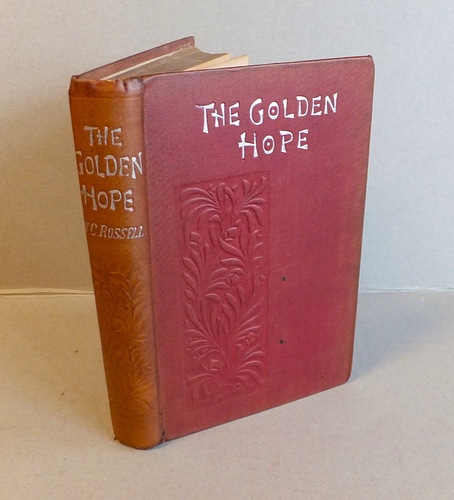 THE
GOLDEN
HOPE
W C. RUSSELL
THE GOLDEN
HOPE